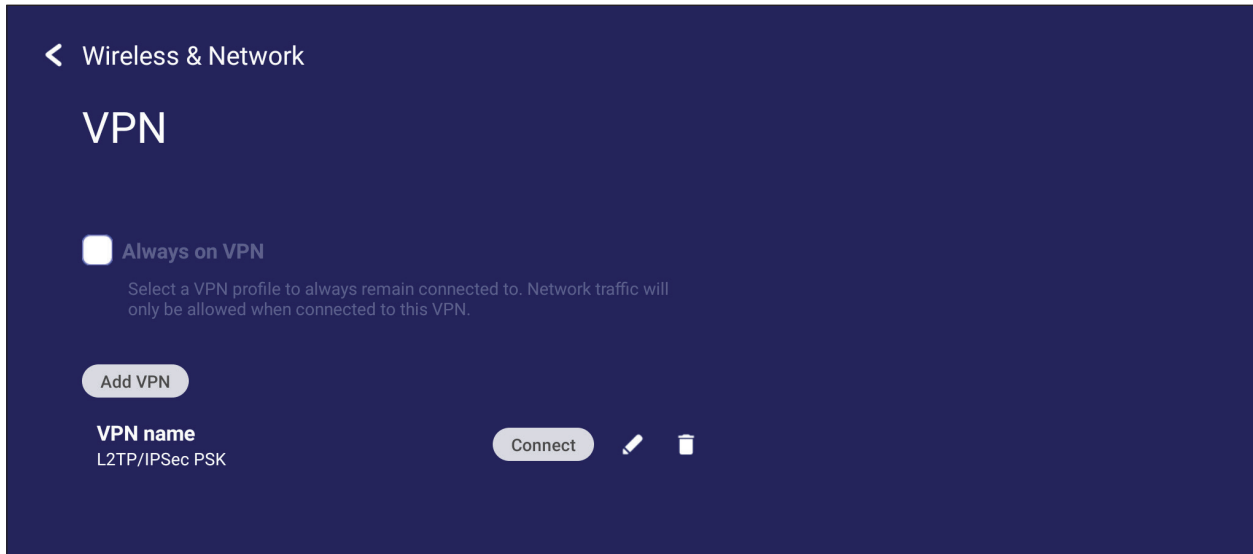 Wireless & Network
VPN
Always on VPN
Select a VPN profile to always remain connected to. Network traffic will
only be allowed when connected to this VPN.
Add VPN
VPN name
Connect
L2TP/IPSec PSK